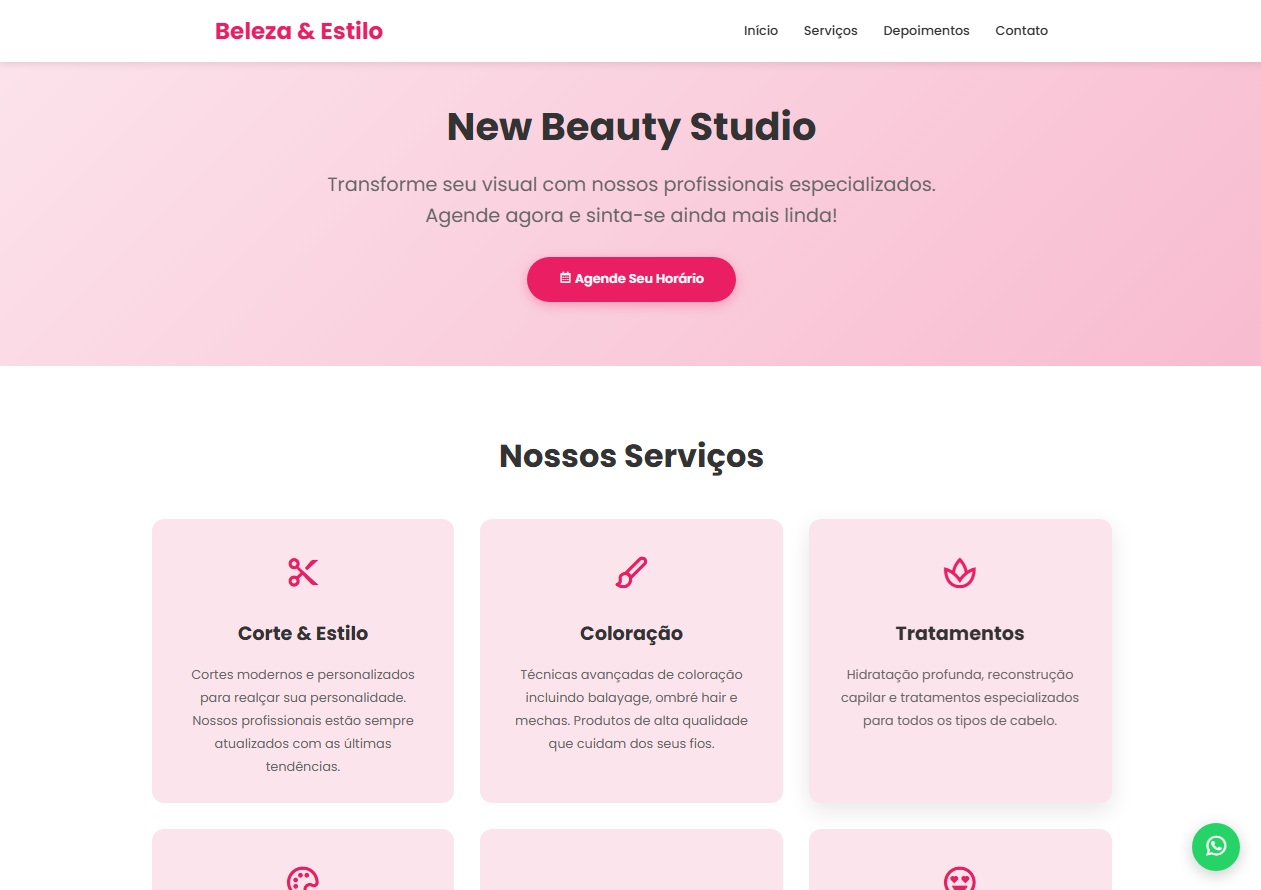 Beleza & Estilo
Início
Serviços
Depoimentos
Contato
New Beauty Studio
Transforme seu visual com nossos profissionais especializados.
Agende agora e sinta-se ainda mais linda!
Agende Seu Horário
Nossos Serviços
Corte & Estilo
Cortes modernos e personalizados
para realçar sua personalidade.
Nossos profissionais estão sempre
atualizados com as últimas
tendências.
Coloração
Técnicas avançadas de coloração
incluindo balayage, ombré hair e
mechas. Produtos de alta qualidade
que cuidam dos seus fios.
Tratamentos
Hidratação profunda, reconstrução
capilar e tratamentos especializados
para todos os tipos de cabelo.